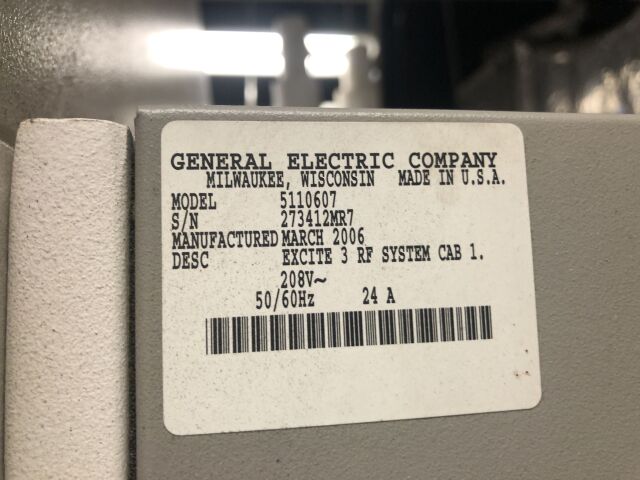 GENERAL ELECTRIC COMPANY
MILWAUKEE, WISCONSIN MADE IN U.S.A.
MODEL 5110607
S/N 273412MR7
MANUFACTURED MARCH 2006
DESC EXCITE 3 RF SYSTEM CAB 1.
208V~
50/60Hz 24 A